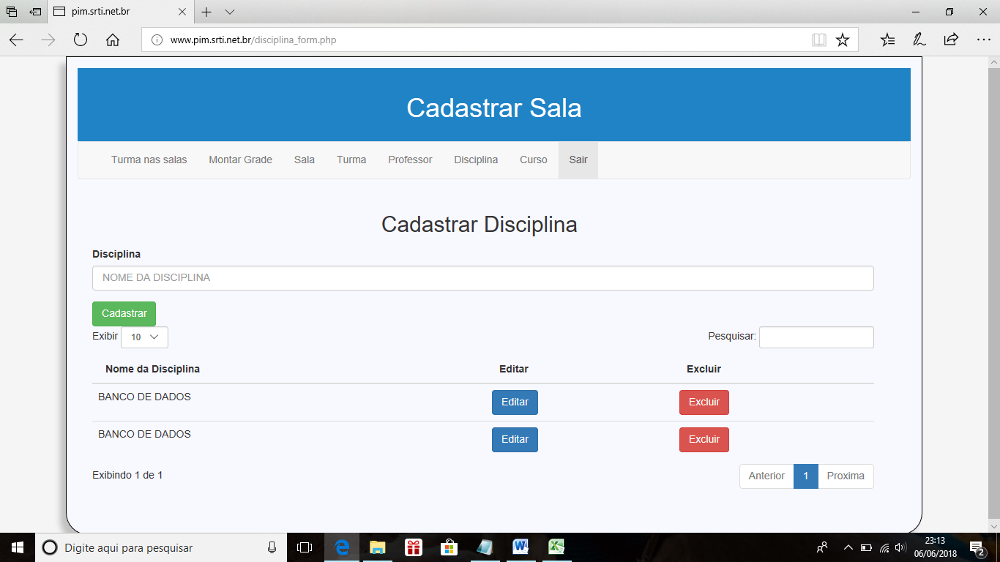 pim.srti.net.br
www.pim.srti.net.br/disciplina_form.php
Cadastrar Sala
Turma nas salas Montar Grade Sala Turma Professor Disciplina Curso Sair
Cadastrar Disciplina
Disciplina
NOME DA DISCIPLINA
Cadastrar
Exibir 10 Pesquisar:
Nome da Disciplina Editar Excluir
BANCO DE DADOS Editar Excluir
BANCO DE DADOS Editar Excluir
Exibindo 1 de 1 Anterior 1 Proxima
Digite aqui para pesquisar
23:13
06/06/2018
2